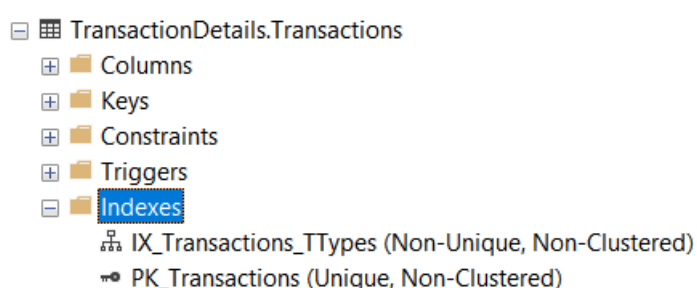 TransactionDetails.Transactions
Columns
Keys
Constraints
Triggers
Indexes
IX_Transactions_TTypes (Non-Unique, Non-Clustered)
PK_Transactions (Unique, Non-Clustered)